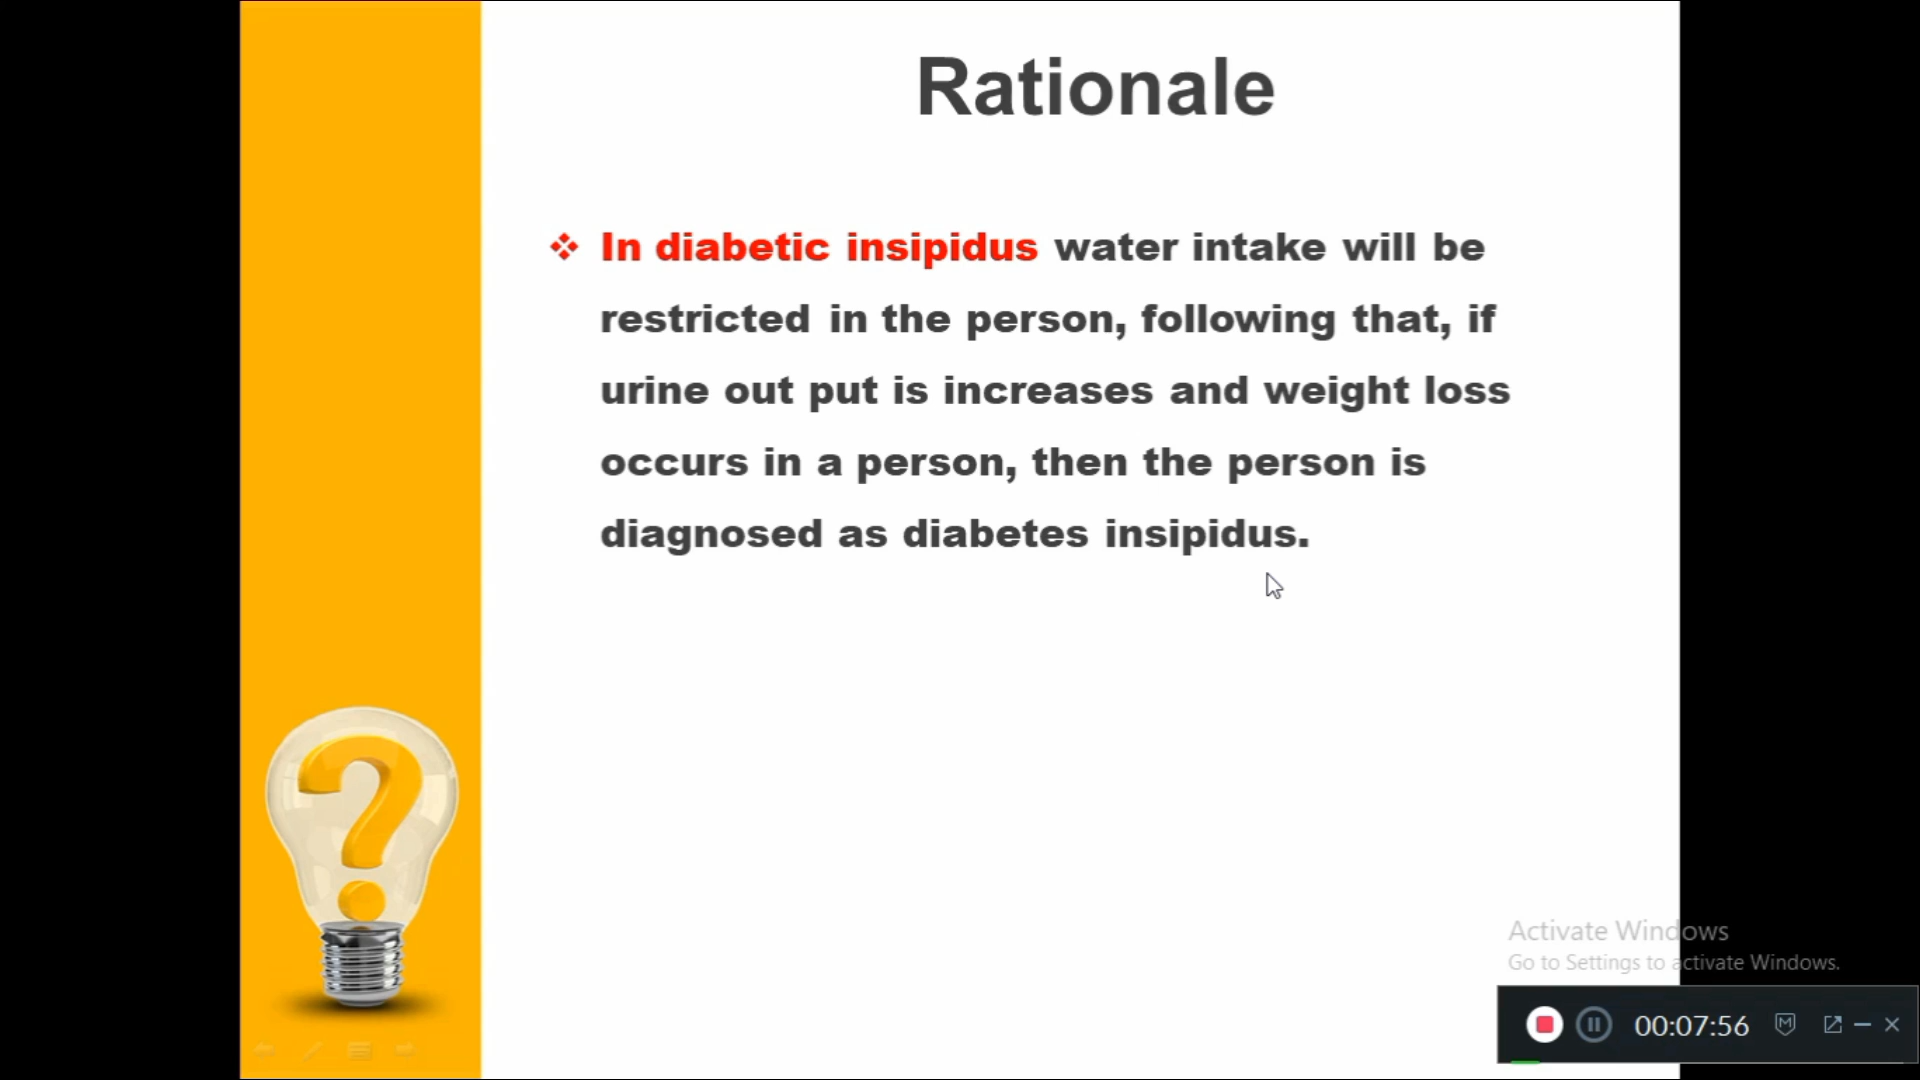 Rationale
❖ In diabetic insipidus water intake will be
restricted in the person, following that, if
urine out put is increases and weight loss
occurs in a person, then the person is
diagnosed as diabetes insipidus.
Activate Windows
Go to Settings to activate Windows.
00:07:56